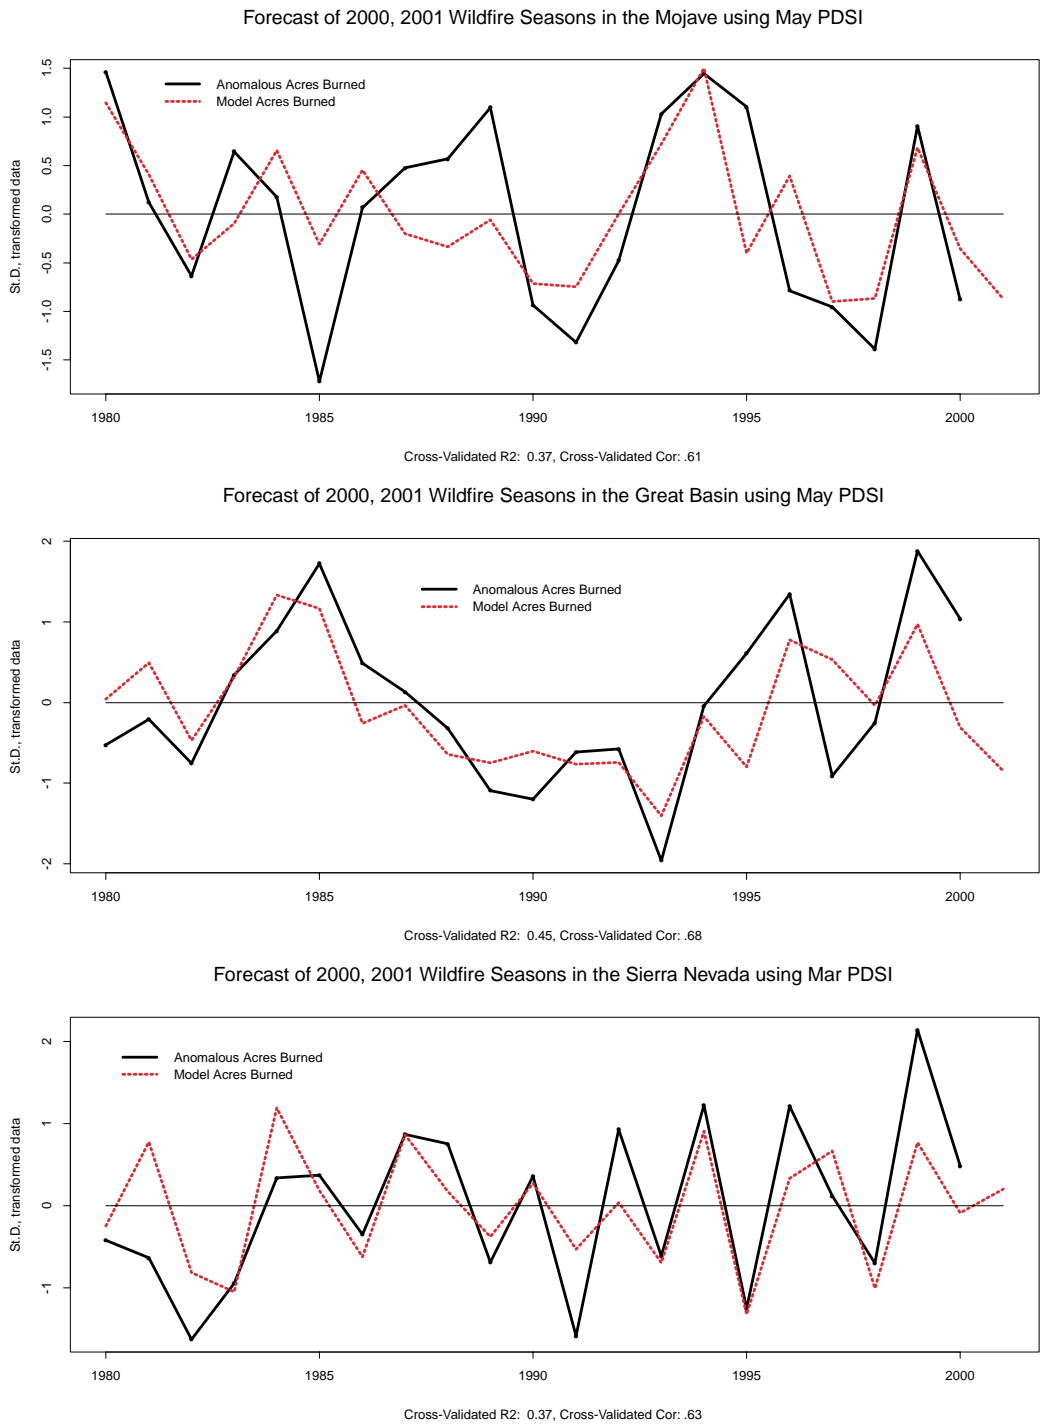 Forecast of 2000, 2001 Wildfire Seasons in the Mojave using May PDSI
St.D., transformed data
1.5
1.0
0.5
0.0
-0.5
-1.0
-1.5
Anomalous Acres Burned
Model Acres Burned
1980 1985 1990 1995 2000
Cross-Validated R2: 0.37, Cross-Validated Cor: .61
Forecast of 2000, 2001 Wildfire Seasons in the Great Basin using May PDSI
St.D., transformed data
2
1
0
-1
-2
Anomalous Acres Burned
Model Acres Burned
1980 1985 1990 1995 2000
Cross-Validated R2: 0.45, Cross-Validated Cor: .68
Forecast of 2000, 2001 Wildfire Seasons in the Sierra Nevada using Mar PDSI
St.D., transformed data
2
1
0
-1
Anomalous Acres Burned
Model Acres Burned
1980 1985 1990 1995 2000
Cross-Validated R2: 0.37, Cross-Validated Cor: .63